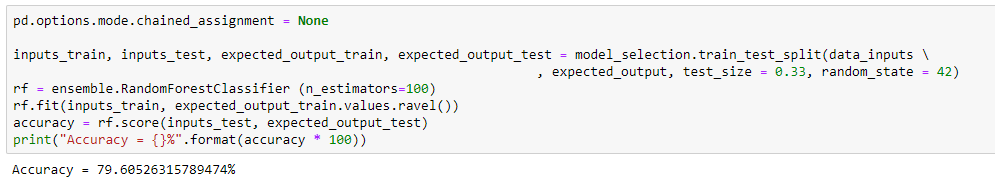 pd.options.mode.chained_assignment = None
inputs_train, inputs_test, expected_output_train, expected_output_test = model_selection.train_test_split(data_inputs \
, expected_output, test_size = 0.33, random_state = 42)
rf = ensemble.RandomForestClassifier (n_estimators=100)
rf.fit(inputs_train, expected_output_train.values.ravel())
accuracy = rf.score(inputs_test, expected_output_test)
print("Accuracy = {}%".format(accuracy * 100))
Accuracy = 79.60526315789474%